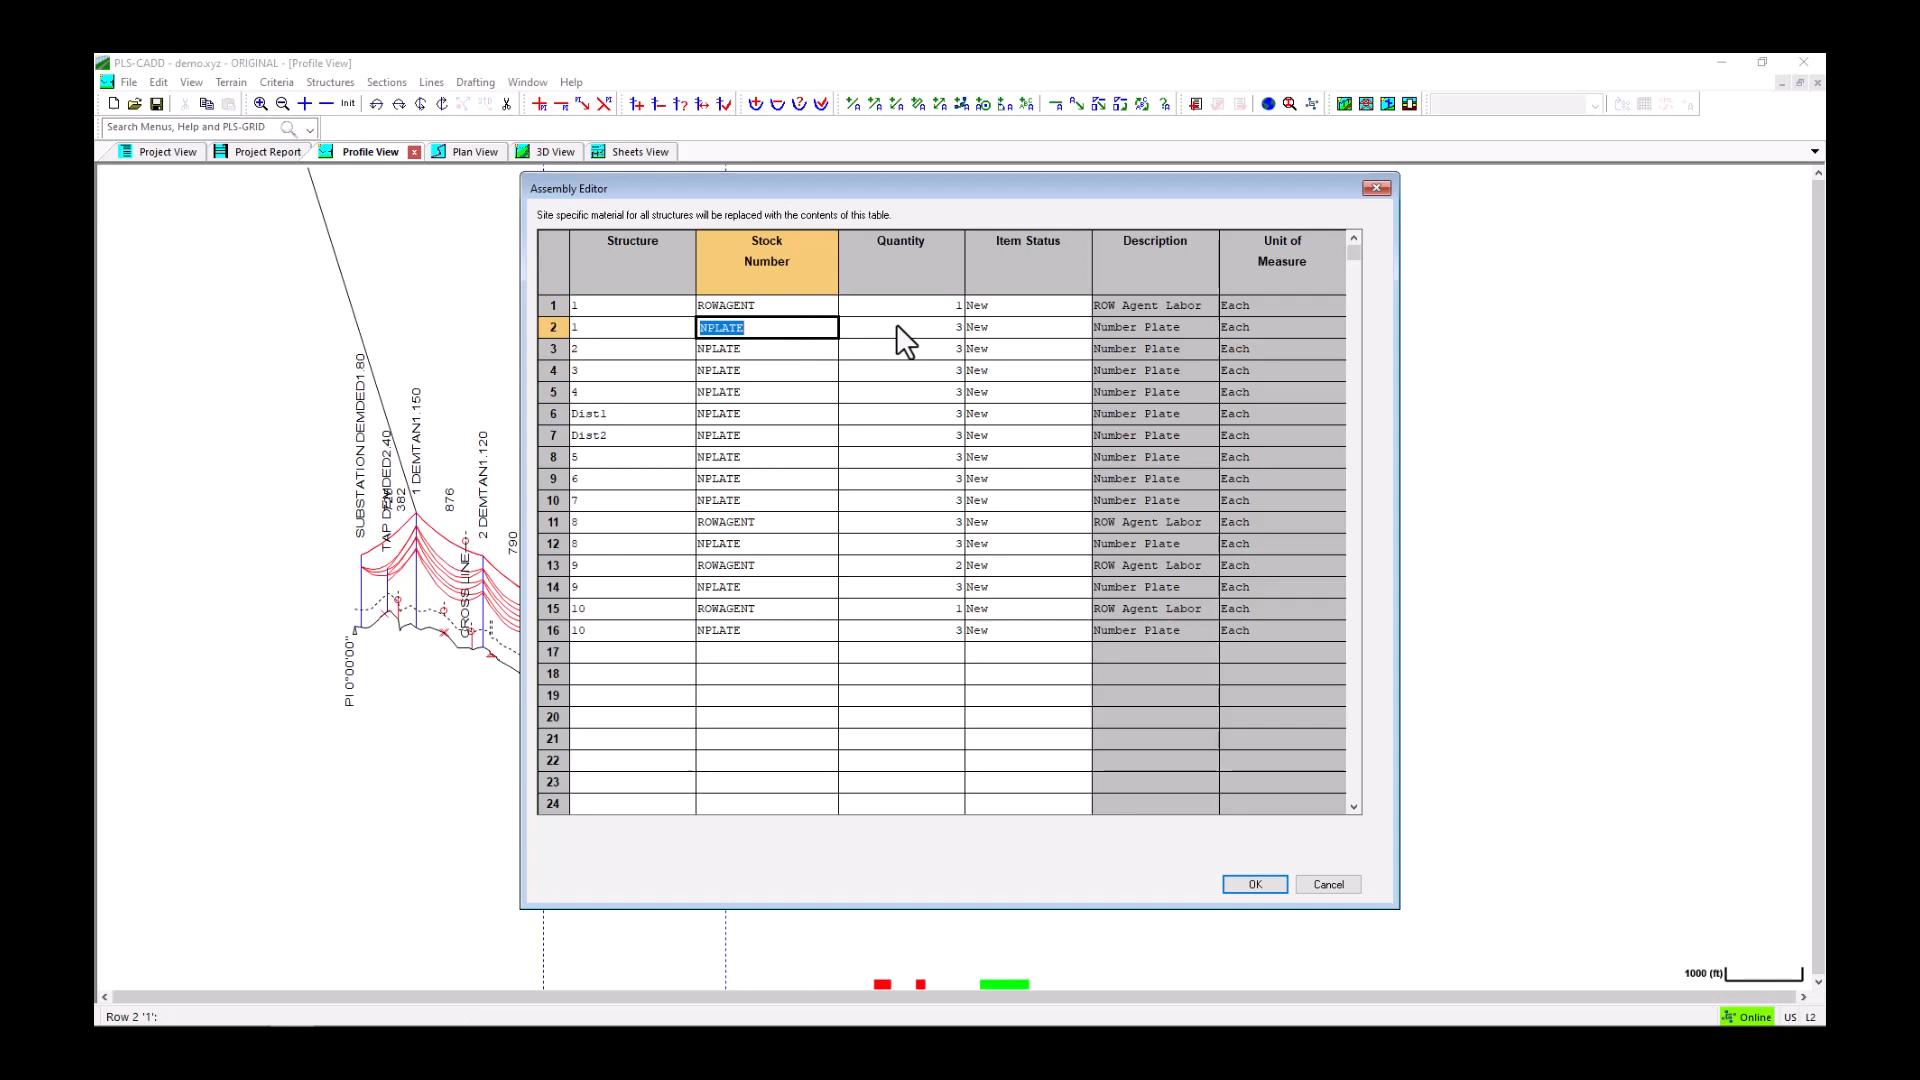 PLS-CADD - demo.xyz - ORIGINAL - [Profile View]
File Edit View Terrain Criteria Structures Sections Lines Drafting Window Help
Init
Search Menus, Help and PLS-GRID
Project View Project Report Profile View Plan View 3D View Sheets View
Assembly Editor
Site specific material for all structures will be replaced with the contents of this table.
Structure Stock Number Quantity Item Status Description Unit of Measure
1 1 ROWAGENT 1 New ROW Agent Labor Each
2 1 NPLATE 3 New Number Plate Each
3 2 NPLATE 3 New Number Plate Each
4 3 NPLATE 3 New Number Plate Each
5 4 NPLATE 3 New Number Plate Each
6 Dist1 NPLATE 3 New Number Plate Each
7 Dist2 NPLATE 3 New Number Plate Each
8 5 NPLATE 3 New Number Plate Each
9 6 NPLATE 3 New Number Plate Each
10 7 NPLATE 3 New Number Plate Each
11 8 ROWAGENT 3 New ROW Agent Labor Each
12 8 NPLATE 3 New Number Plate Each
13 9 ROWAGENT 2 New ROW Agent Labor Each
14 9 NPLATE 3 New Number Plate Each
15 10 ROWAGENT 1 New ROW Agent Labor Each
16 10 NPLATE 3 New Number Plate Each
17
18
19
20
21
22
23
24
OK Cancel
SUBSTATION DEMDED1.80
382
1 DEMTAN1.150
876
2 DEMTAN1.120
790
CROSS LINE
PI 0°00'00"
1000 (ft)
Row 2 '1':
Online US L2